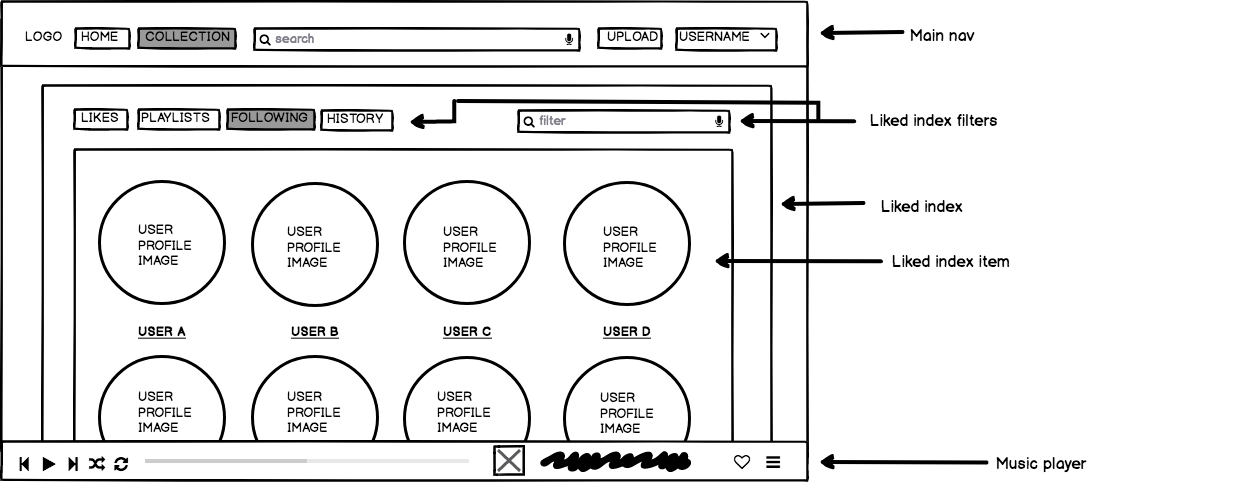 LOGO HOME COLLECTION search UPLOAD USERNAME
Main nav
LIKES PLAYLISTS FOLLOWING HISTORY filter
Liked index filters
Liked index
USER PROFILE IMAGE
USER PROFILE IMAGE
USER PROFILE IMAGE
USER PROFILE IMAGE
Liked index item
USER A USER B USER C USER D
USER PROFILE IMAGE
USER PROFILE IMAGE
USER PROFILE IMAGE
USER PROFILE IMAGE
Music player